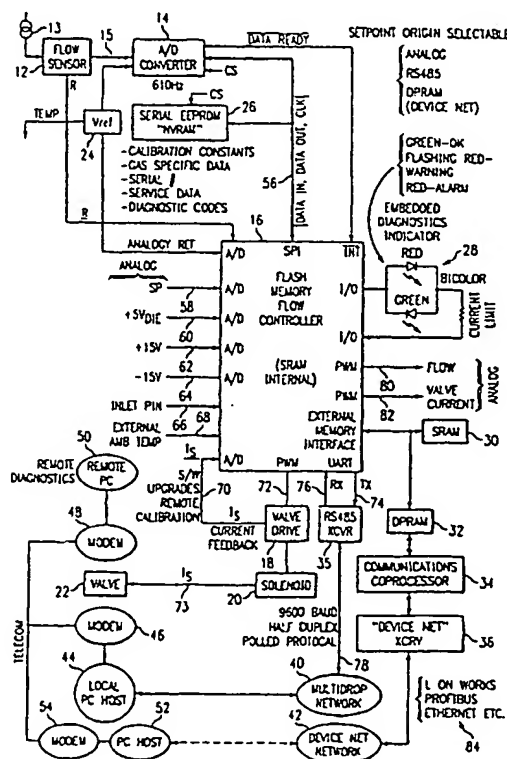 13
12
FLOW
SENSOR
15
14
A/D
CONVERTER
610Hz
CS
DATA READY
SETPOINT ORIGIN SELECTABLE
ANALOG
RS485
DPRAM
(DEVICE NET)
R
TEMP
Vref
24
CS
SERIAL EEPROM
"NVRAM"
26
-CALIBRATION CONSTANTS
-GAS SPECIFIC DATA
-SERIAL #
-SERVICE DATA
-DIAGNOSTIC CODES
DATA IN, DATA OUT, CLK
56
GREEN-OK
FLASHING RED-
WARNING
RED-ALARM
EMBEDDED
DIAGNOSTICS
INDICATOR
28
RED
BICOLOR
GREEN
CURRENT
LIMIT
R
16
ANALOGY RET
A/D
SPI
INT
FLASH
MEMORY
FLOW
CONTROLLER
(SRAM
INTERNAL)
I/O
I/O
ANALOG
SP
58
A/D
+5VDIE
60
A/D
+15V
62
A/D
-15V
64
A/D
INLET PIN
66
68
EXTERNAL
AMB TEMP
PWM
80
FLOW
PWM
82
VALVE
CURRENT
ANALOG
EXTERNAL
MEMORY
INTERFACE
SRAM
30
IS
A/D
PWM
UART
70
S/W
UPGRADES
REMOTE
CALIBRATION
72
76
RX
TX
74
50
REMOTE
DIAGNOSTICS
REMOTE
PC
48
MODEM
IS
CURRENT
FEEDBACK
VALVE
DRIVE
18
RS485
XCVR
35
DPRAM
32
22
VALVE
IS
73
SOLENOID
20
COMMUNICATIONS
COPROCESSOR
34
"DEVICE NET"
XCRV
36
TELECOM
MODEM
46
44
LOCAL
PC HOST
9600 BAUD
HALF DUPLEX
POLLED PROTOCAL
78
40
MULTIDROP
NETWORK
42
DEVICE NET
NETWORK
54
MODEM
52
PC HOST
L ON WORKS
PROFIBUS
ETHERNET ETC.
84